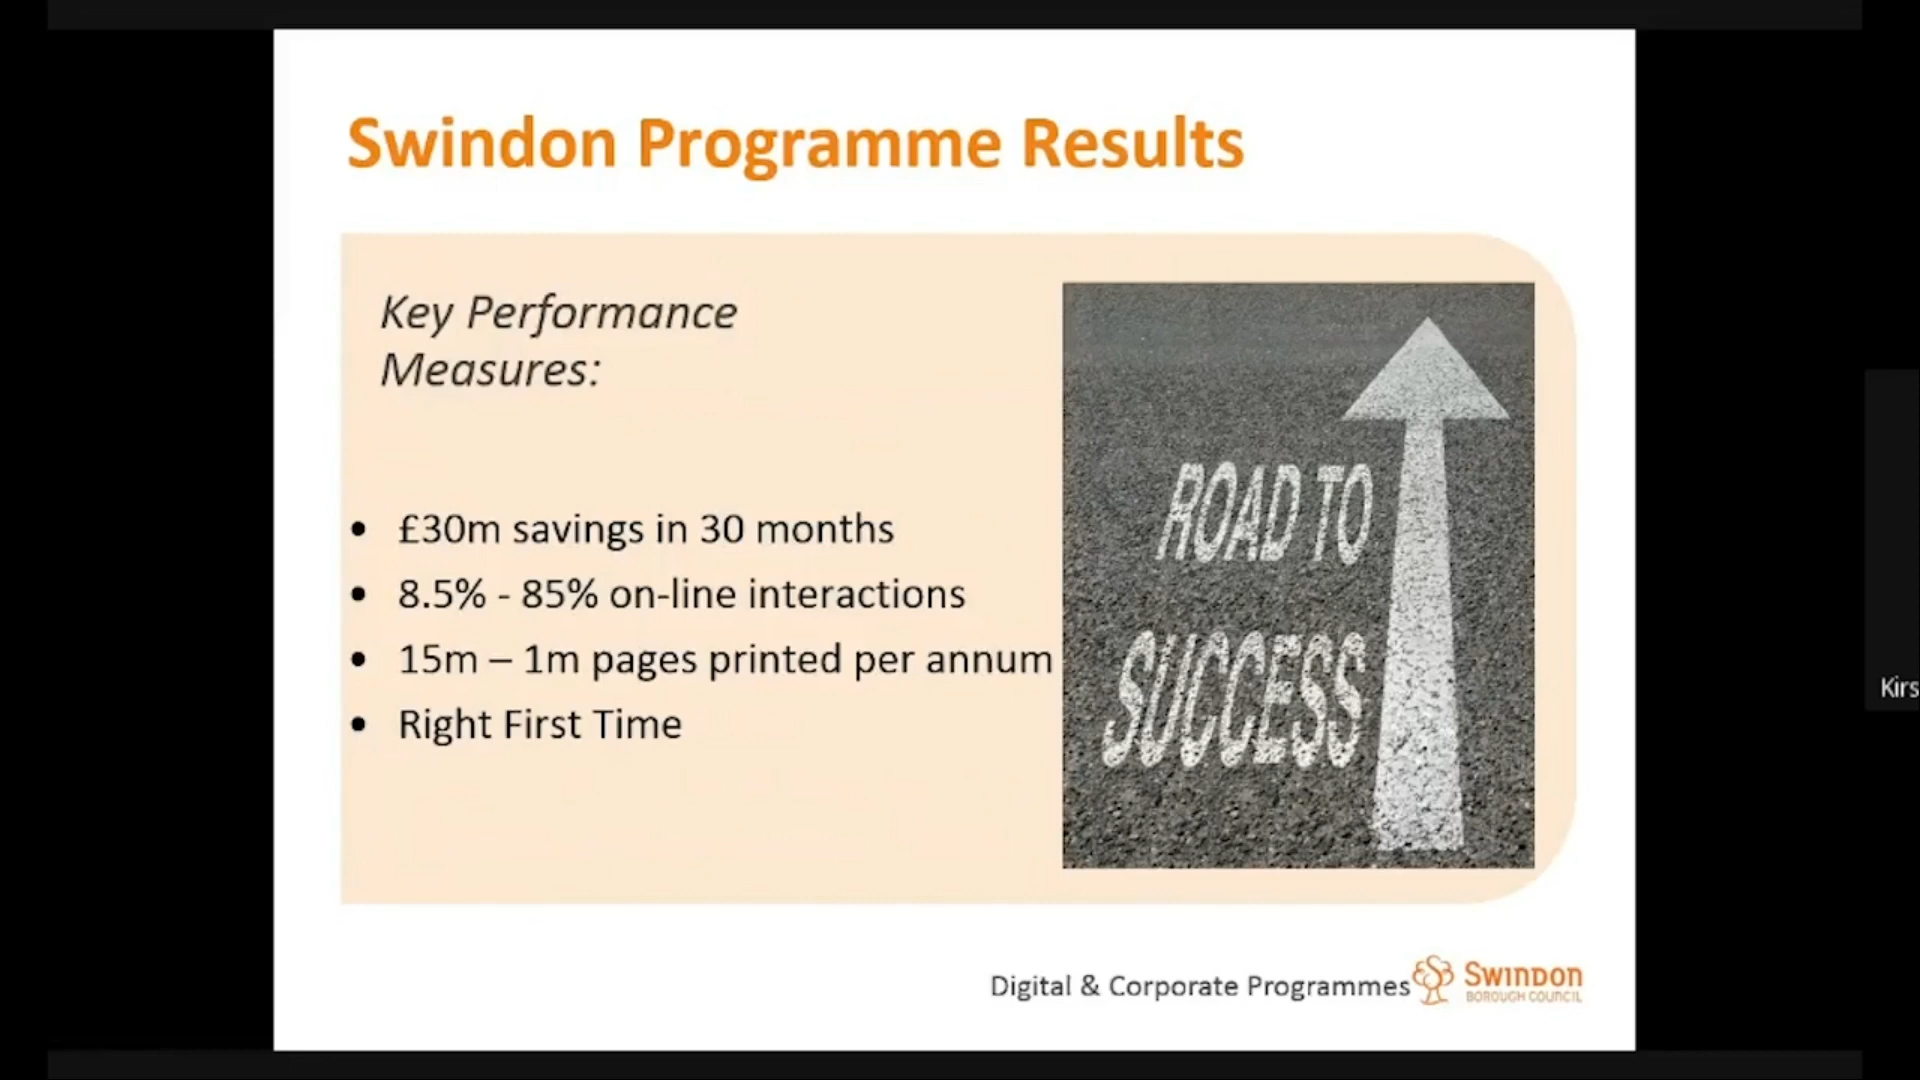 Swindon Programme Results
Key Performance
Measures:
• £30m savings in 30 months
• 8.5% - 85% on-line interactions
• 15m – 1m pages printed per annum
• Right First Time
ROAD TO
SUCCESS
Kirs
Digital & Corporate Programmes
SWINDON
BOROUGH COUNCIL